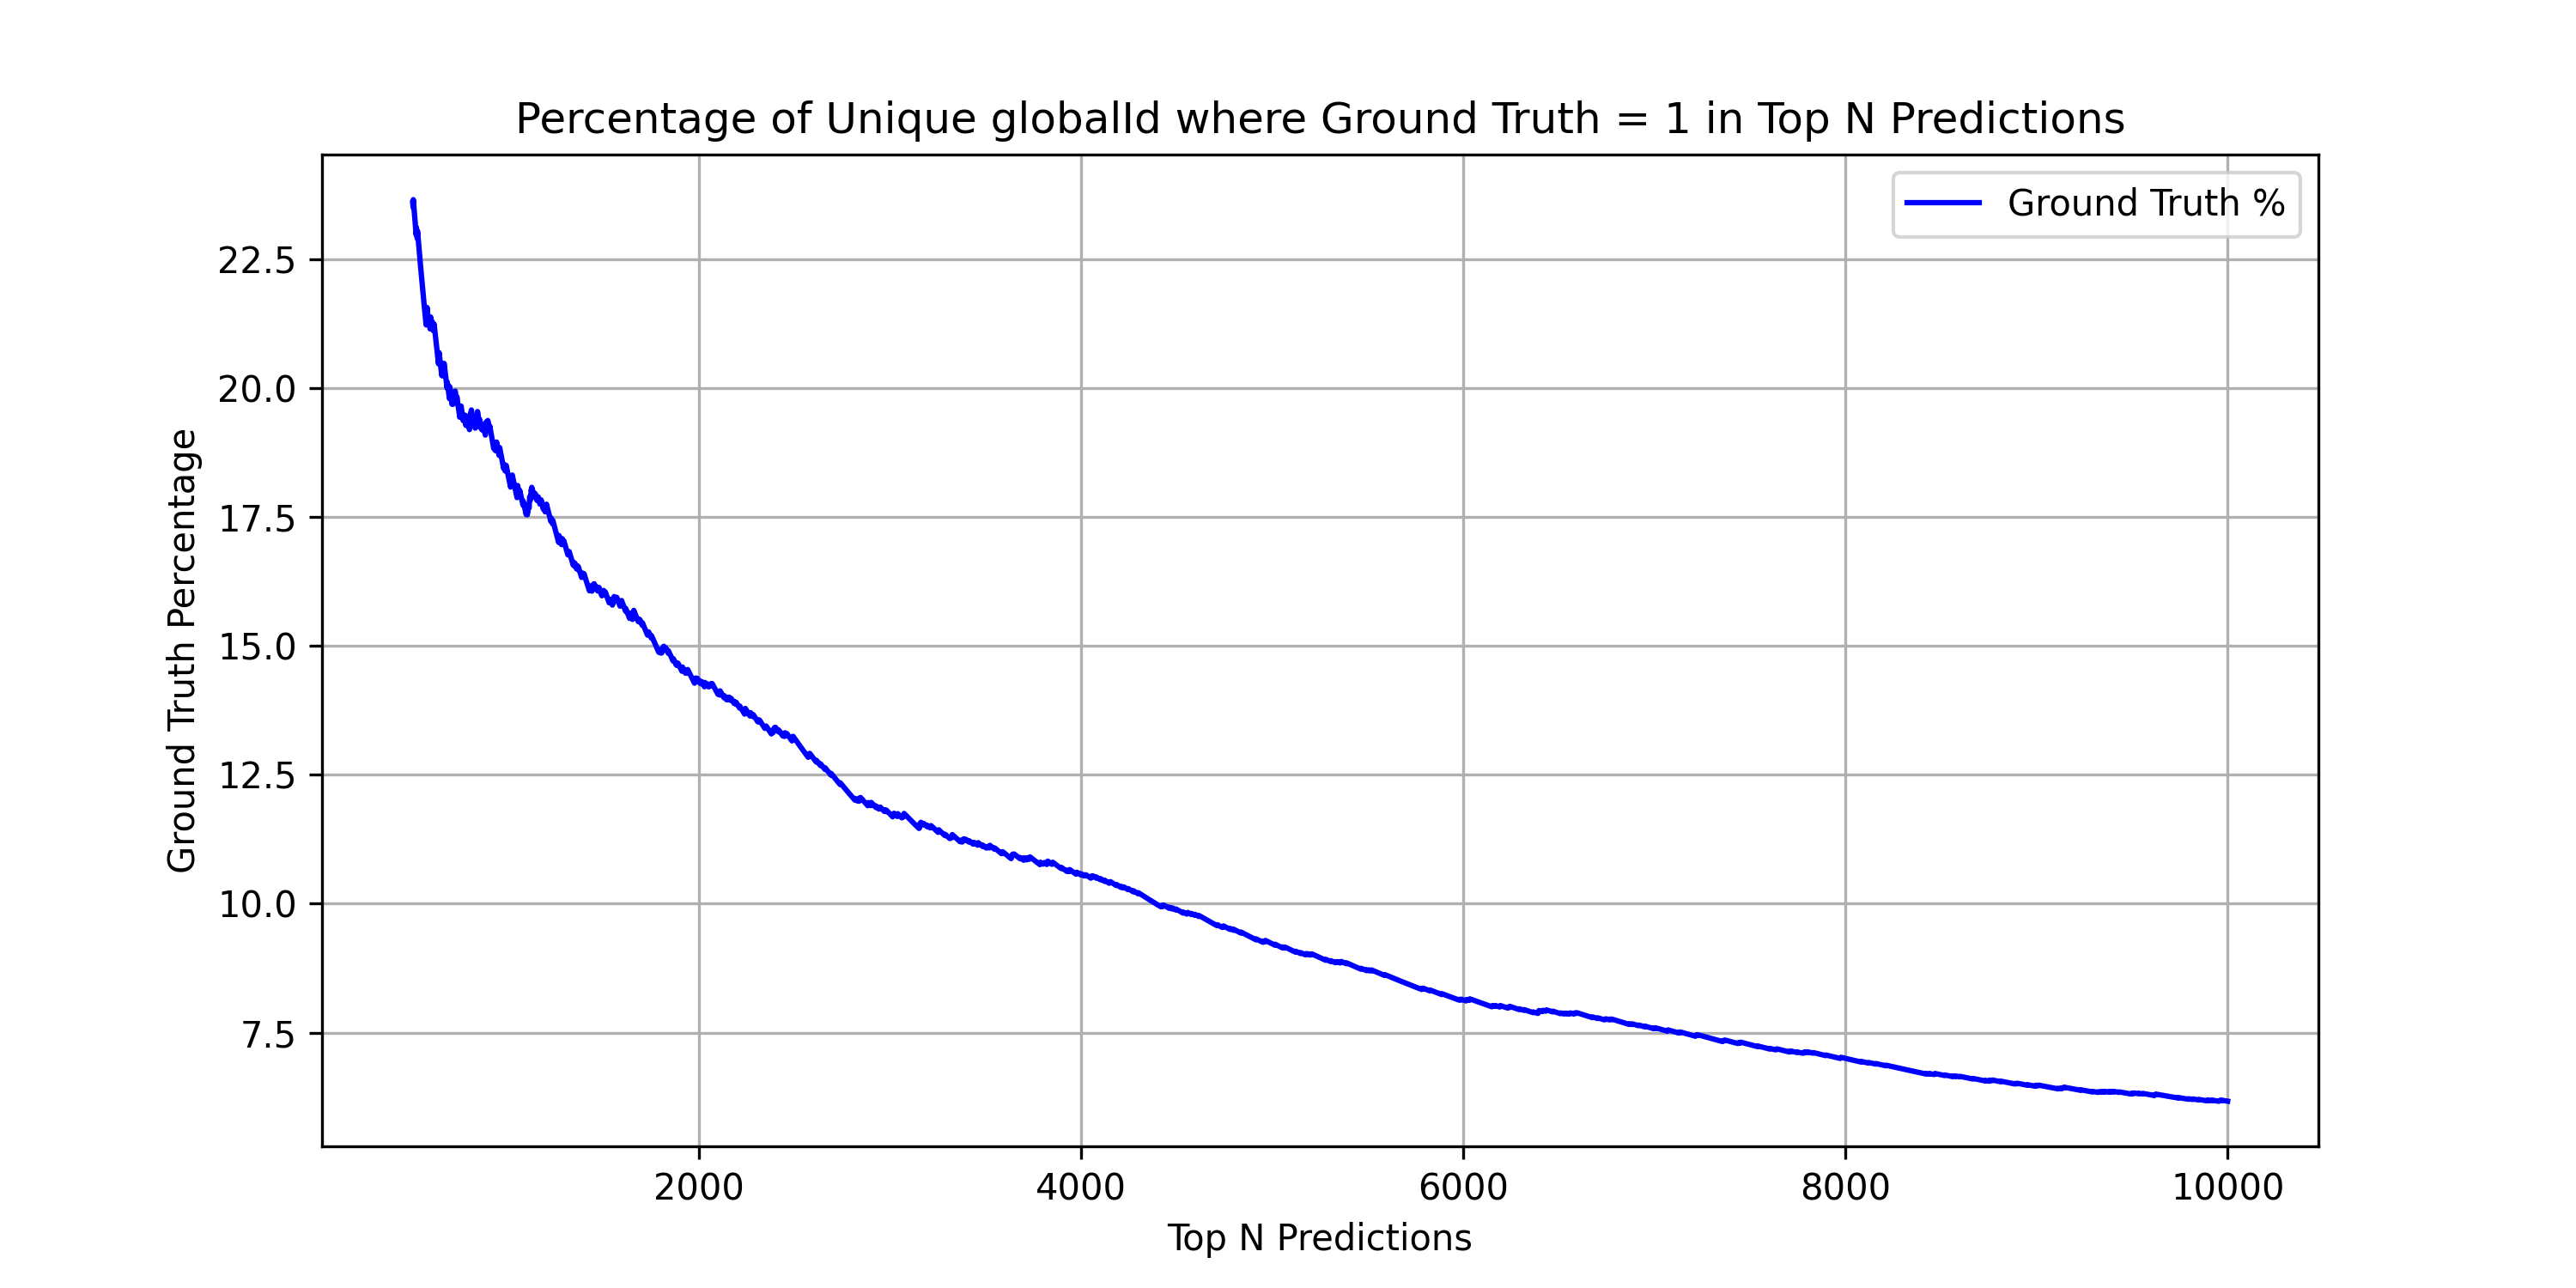 Percentage of Unique globalId where Ground Truth = 1 in Top N Predictions
Ground Truth %
Ground Truth Percentage
22.5
20.0
17.5
15.0
12.5
10.0
7.5
2000 4000 6000 8000 10000
Top N Predictions